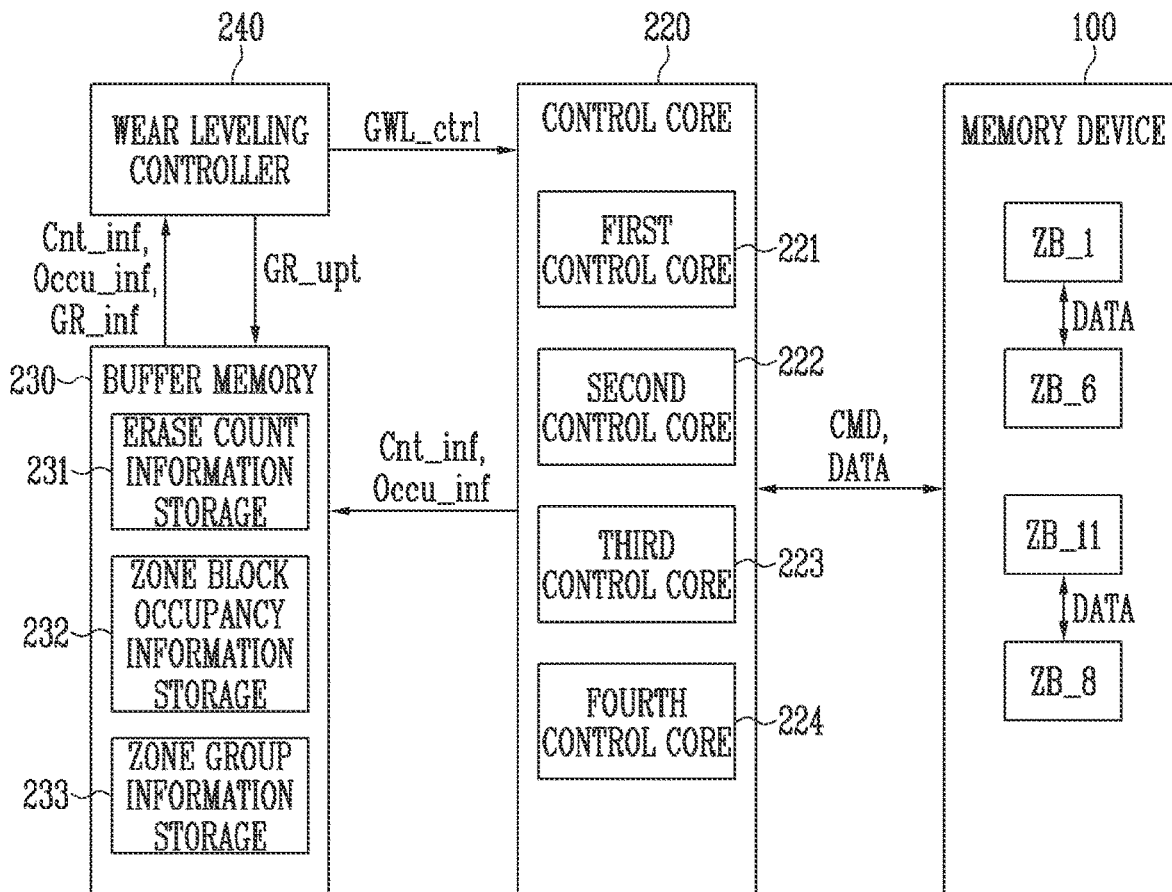 240
220
100
WEAR LEVELING
CONTROLLER
GWL_ctrl
CONTROL CORE
MEMORY DEVICE
Cnt_inf,
Occu_inf,
GR_inf
GR_upt
FIRST
CONTROL CORE
221
ZB_1
DATA
ZB_6
230
BUFFER MEMORY
231
ERASE COUNT
INFORMATION
STORAGE
Cnt_inf,
Occu_inf
222
SECOND
CONTROL CORE
CMD,
DATA
232
ZONE BLOCK
OCCUPANCY
INFORMATION
STORAGE
THIRD
CONTROL CORE
223
ZB_11
DATA
ZB_8
233
ZONE GROUP
INFORMATION
STORAGE
FOURTH
CONTROL CORE
224